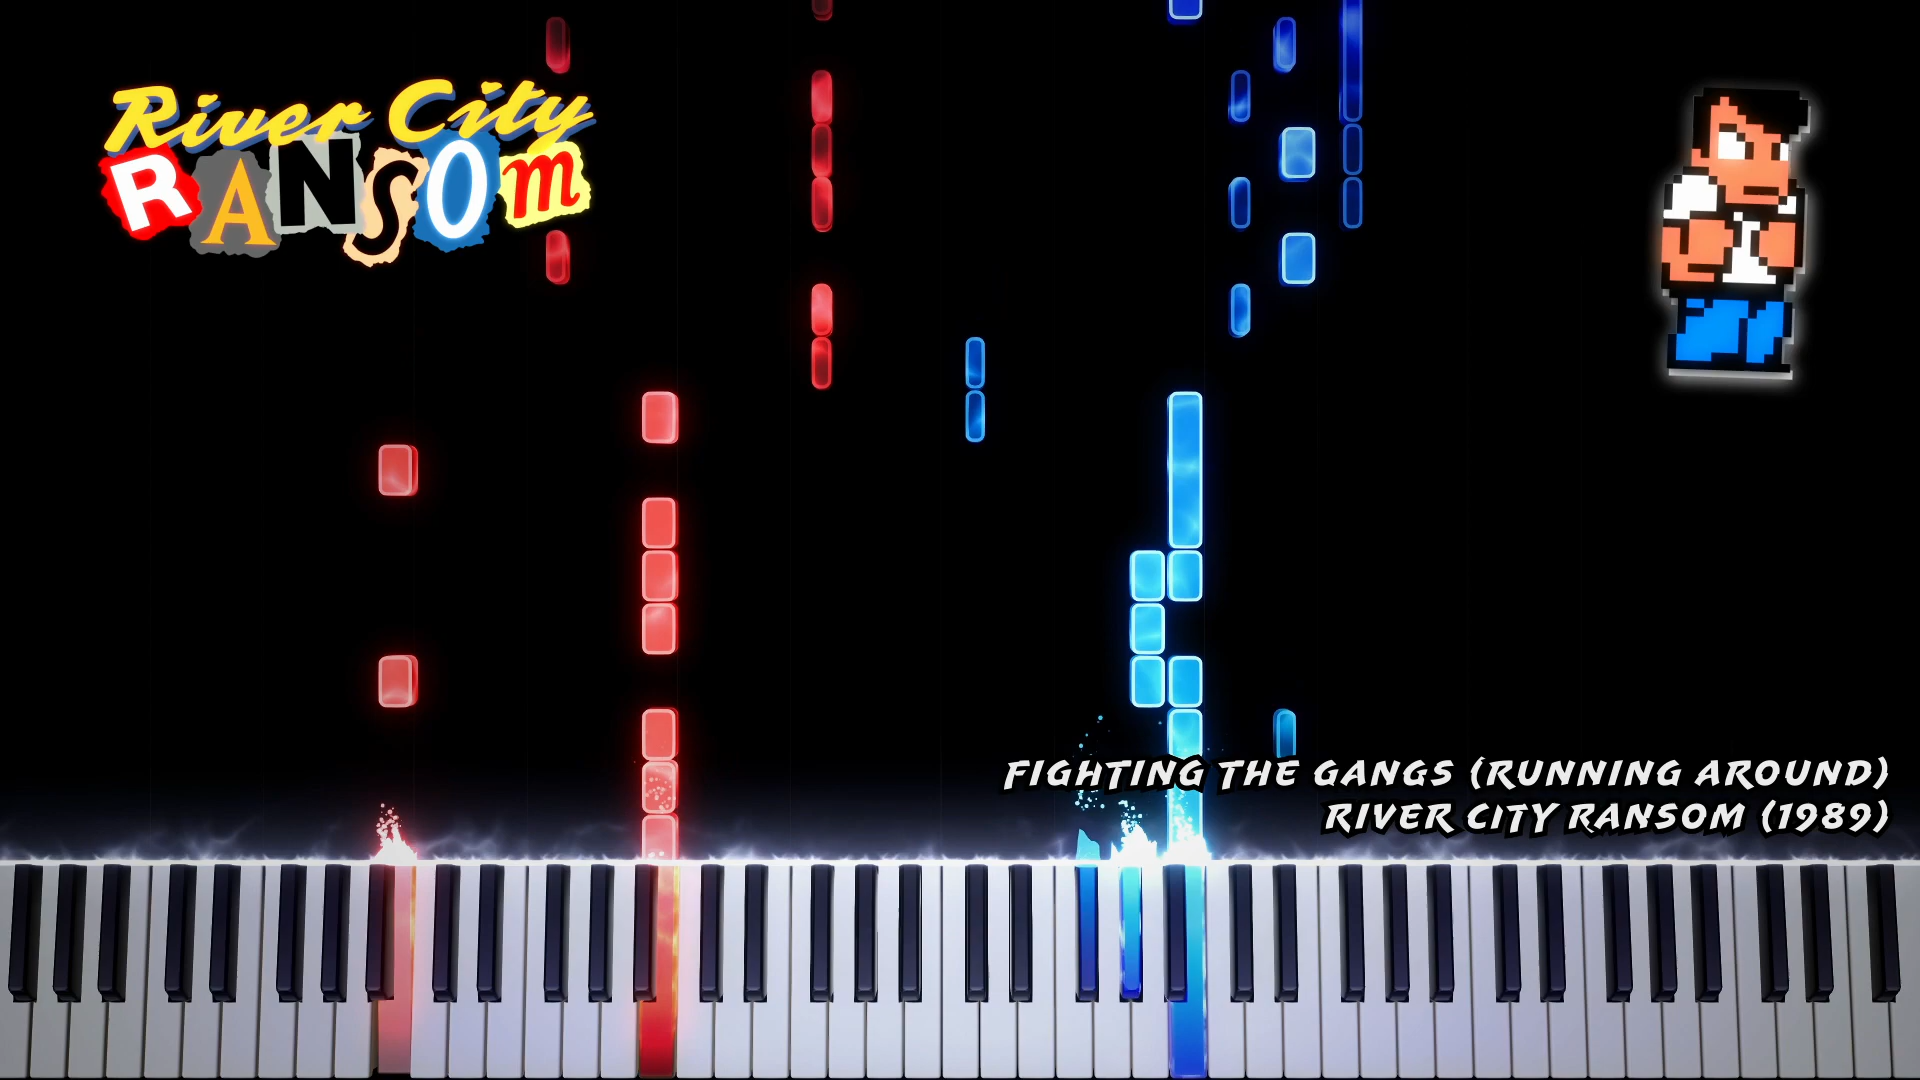 River City
RANSOm
FIGHTING THE GANGS (RUNNING AROUND)
RIVER CITY RANSOM (1989)